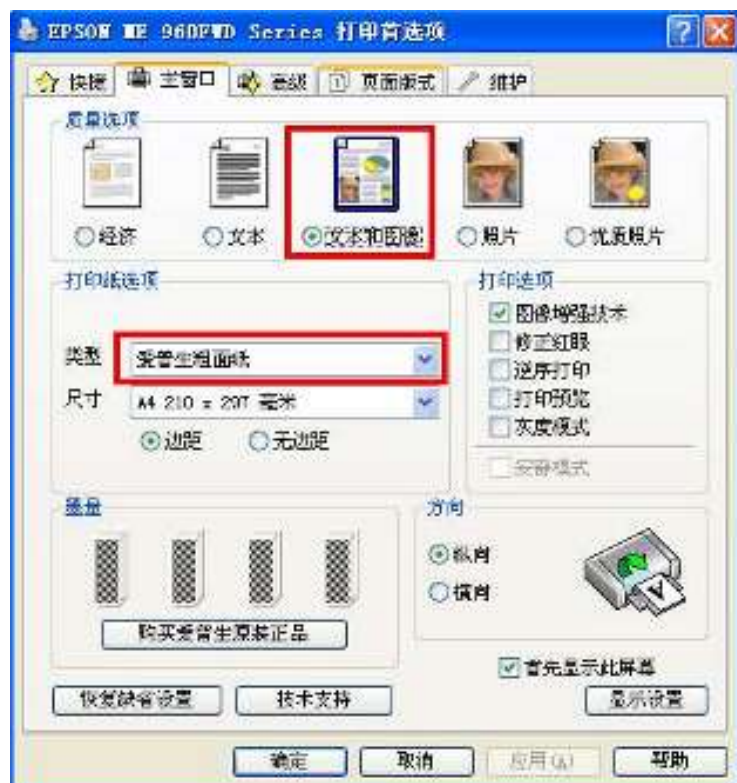 EPSON ME 960FWD Series 打印首选项
快捷 主窗口 高级 页面版式 维护
质量选项
经济 文本 文本和图像 照片 优质照片
打印纸选项
类型 爱普生粗面纸
尺寸 A4 210 x 297 毫米
边距 无边距
打印选项
图像增强技术
修正红眼
逆序打印
打印预览
灰度模式
安静模式
墨量
购买爱普生原装正品
方向
纵向
横向
首先显示此屏幕
恢复缺省设置 技术支持 显示设置
确定 取消 应用(A) 帮助